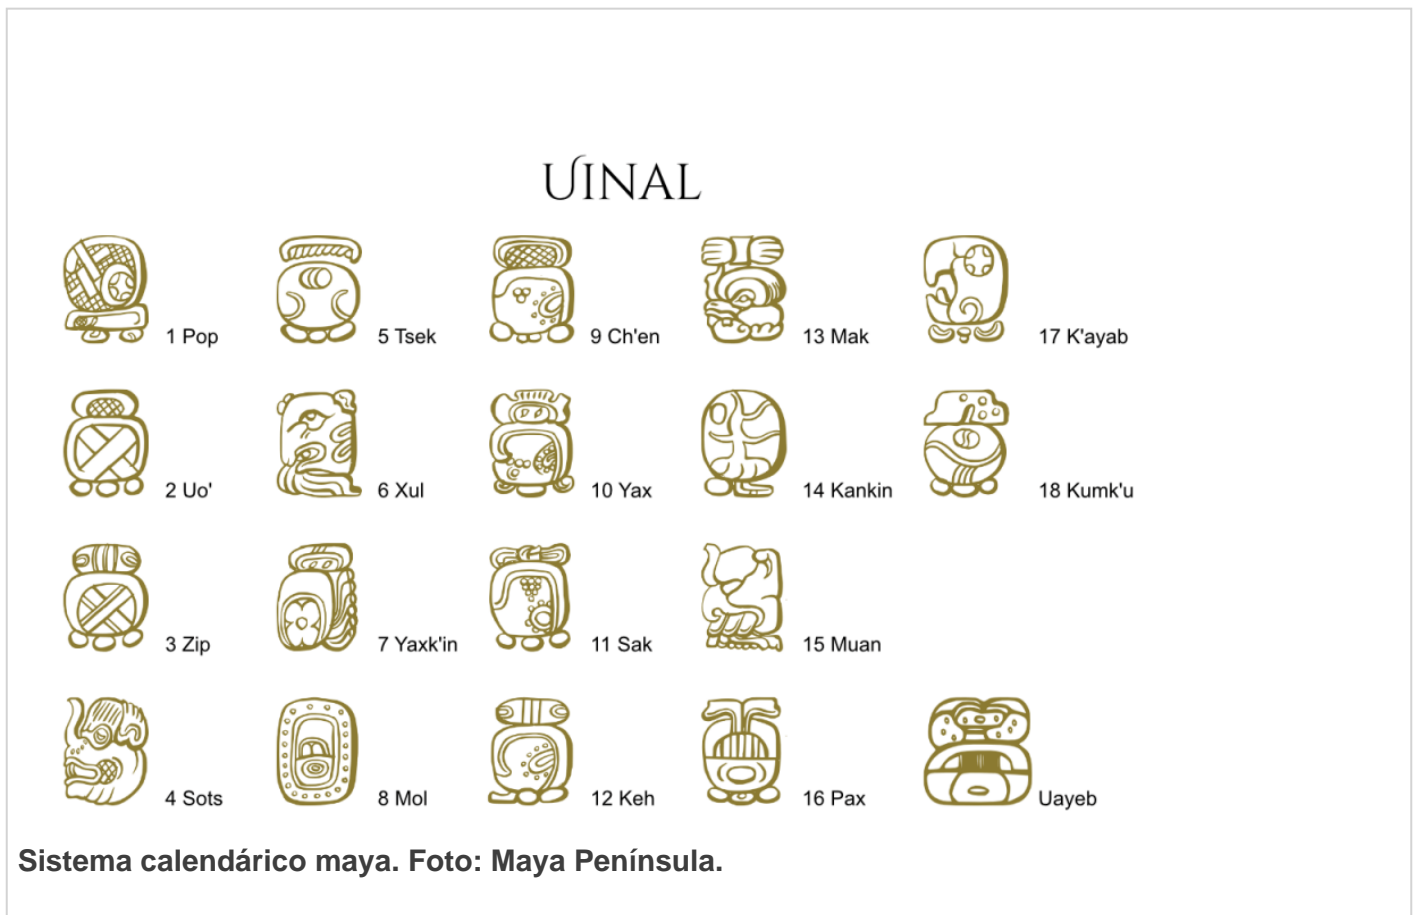 UINAL
1 Pop
5 Tsek
9 Ch'en
13 Mak
17 K'ayab
2 Uo'
6 Xul
10 Yax
14 Kankin
18 Kumk'u
3 Zip
7 Yaxk'in
11 Sak
15 Muan
4 Sots
8 Mol
12 Keh
16 Pax
Uayeb
Sistema calendárico maya. Foto: Maya Península.